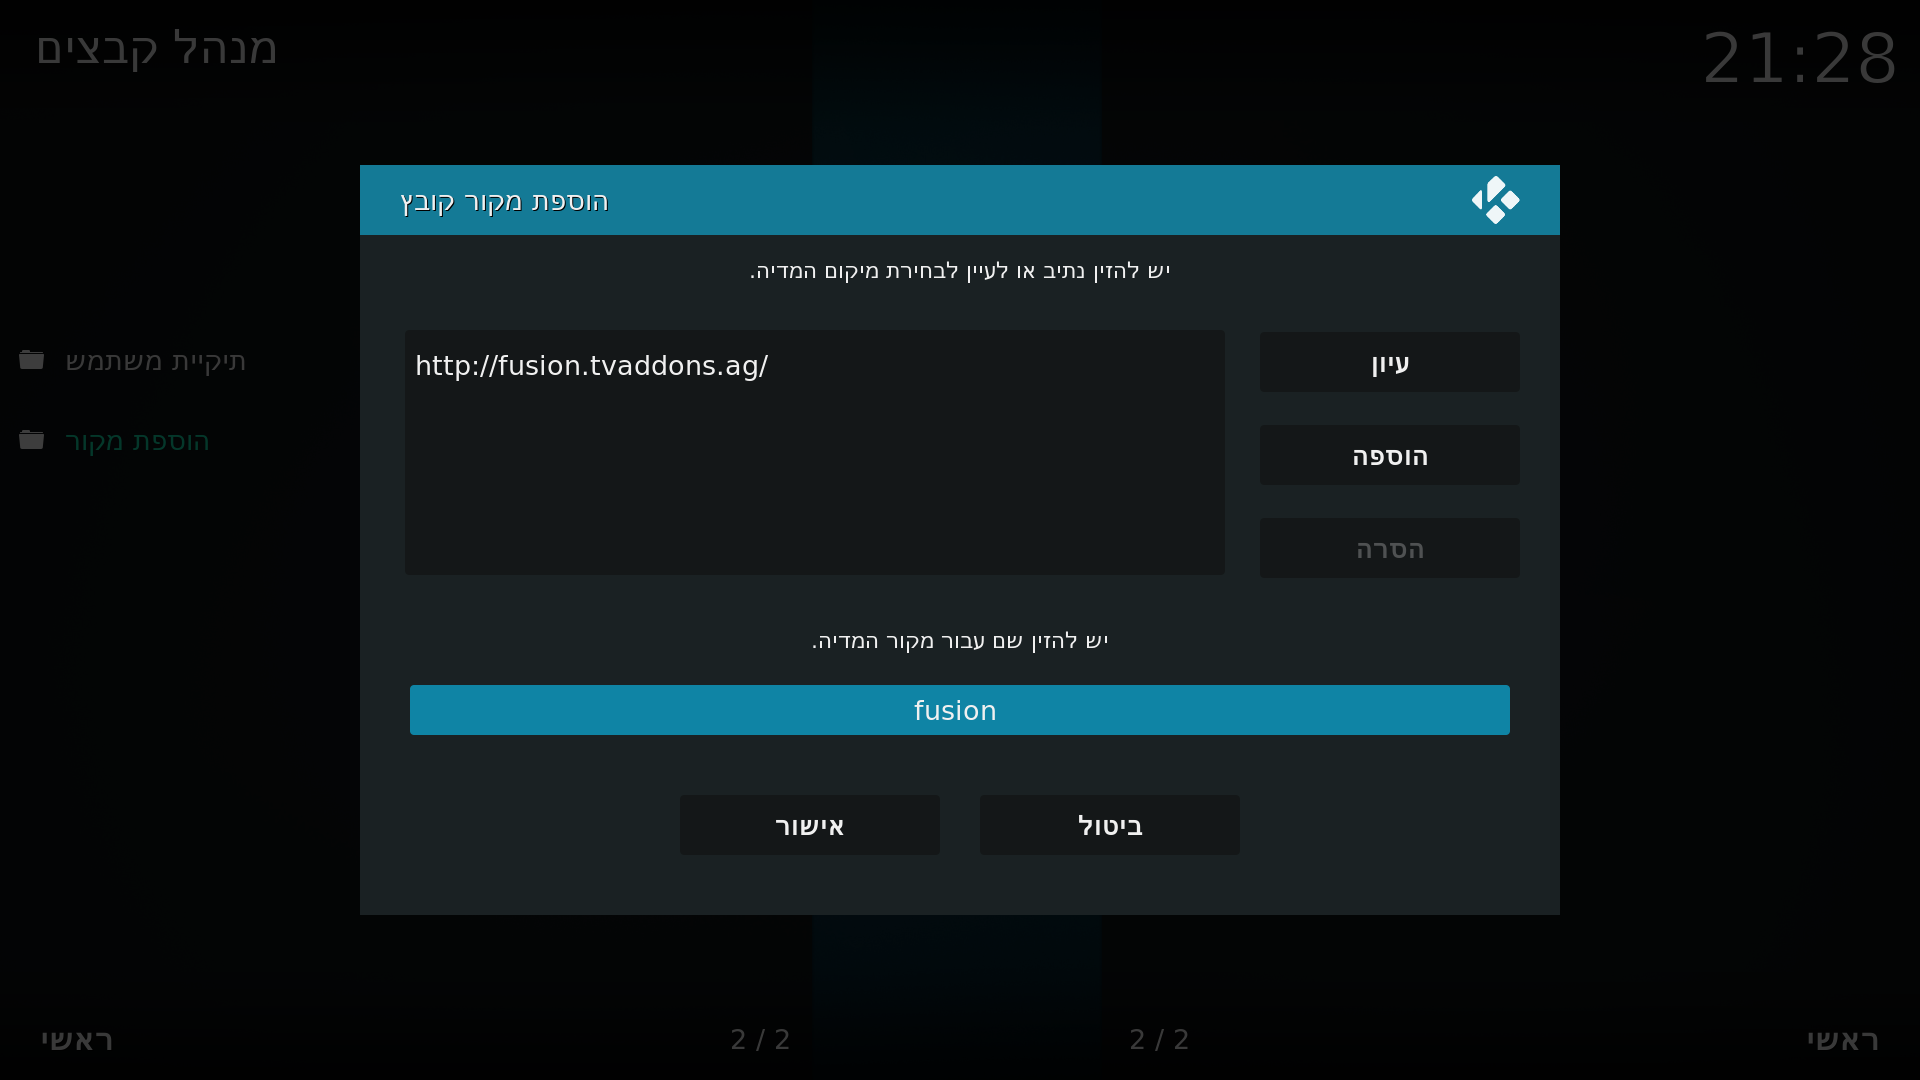 מנהל קבצים
21:28
הוספת מקור קובץ
יש להזין נתיב או לעיין לבחירת מיקום המדיה.
http://fusion.tvaddons.ag/
עיון
הוספה
הסרה
תיקיית משתמש
הוספת מקור
יש להזין שם עבור מקור המדיה.
fusion
אישור
ביטול
ראשי
2 / 2
2 / 2
ראשי